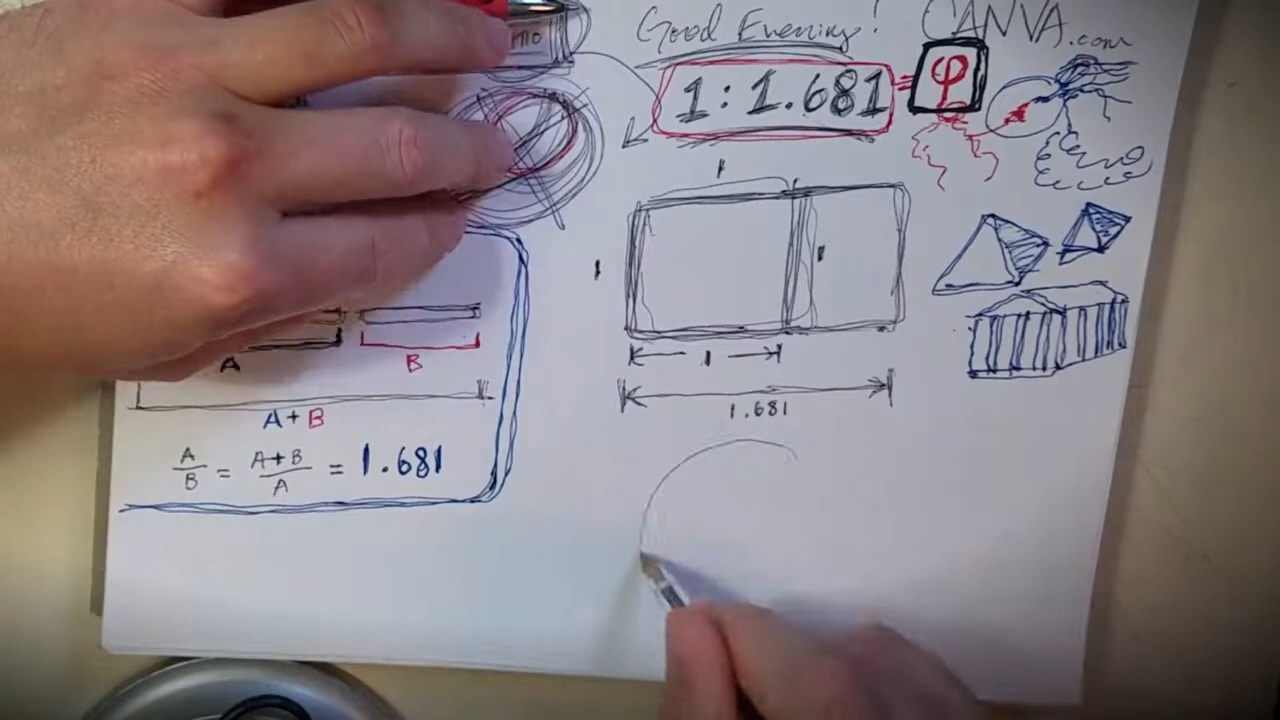 Good Evening! CANVA.com
1:1.681 = φ
1
1
1
1
1.681
A B
A + B
A/B = A+B/A = 1.681